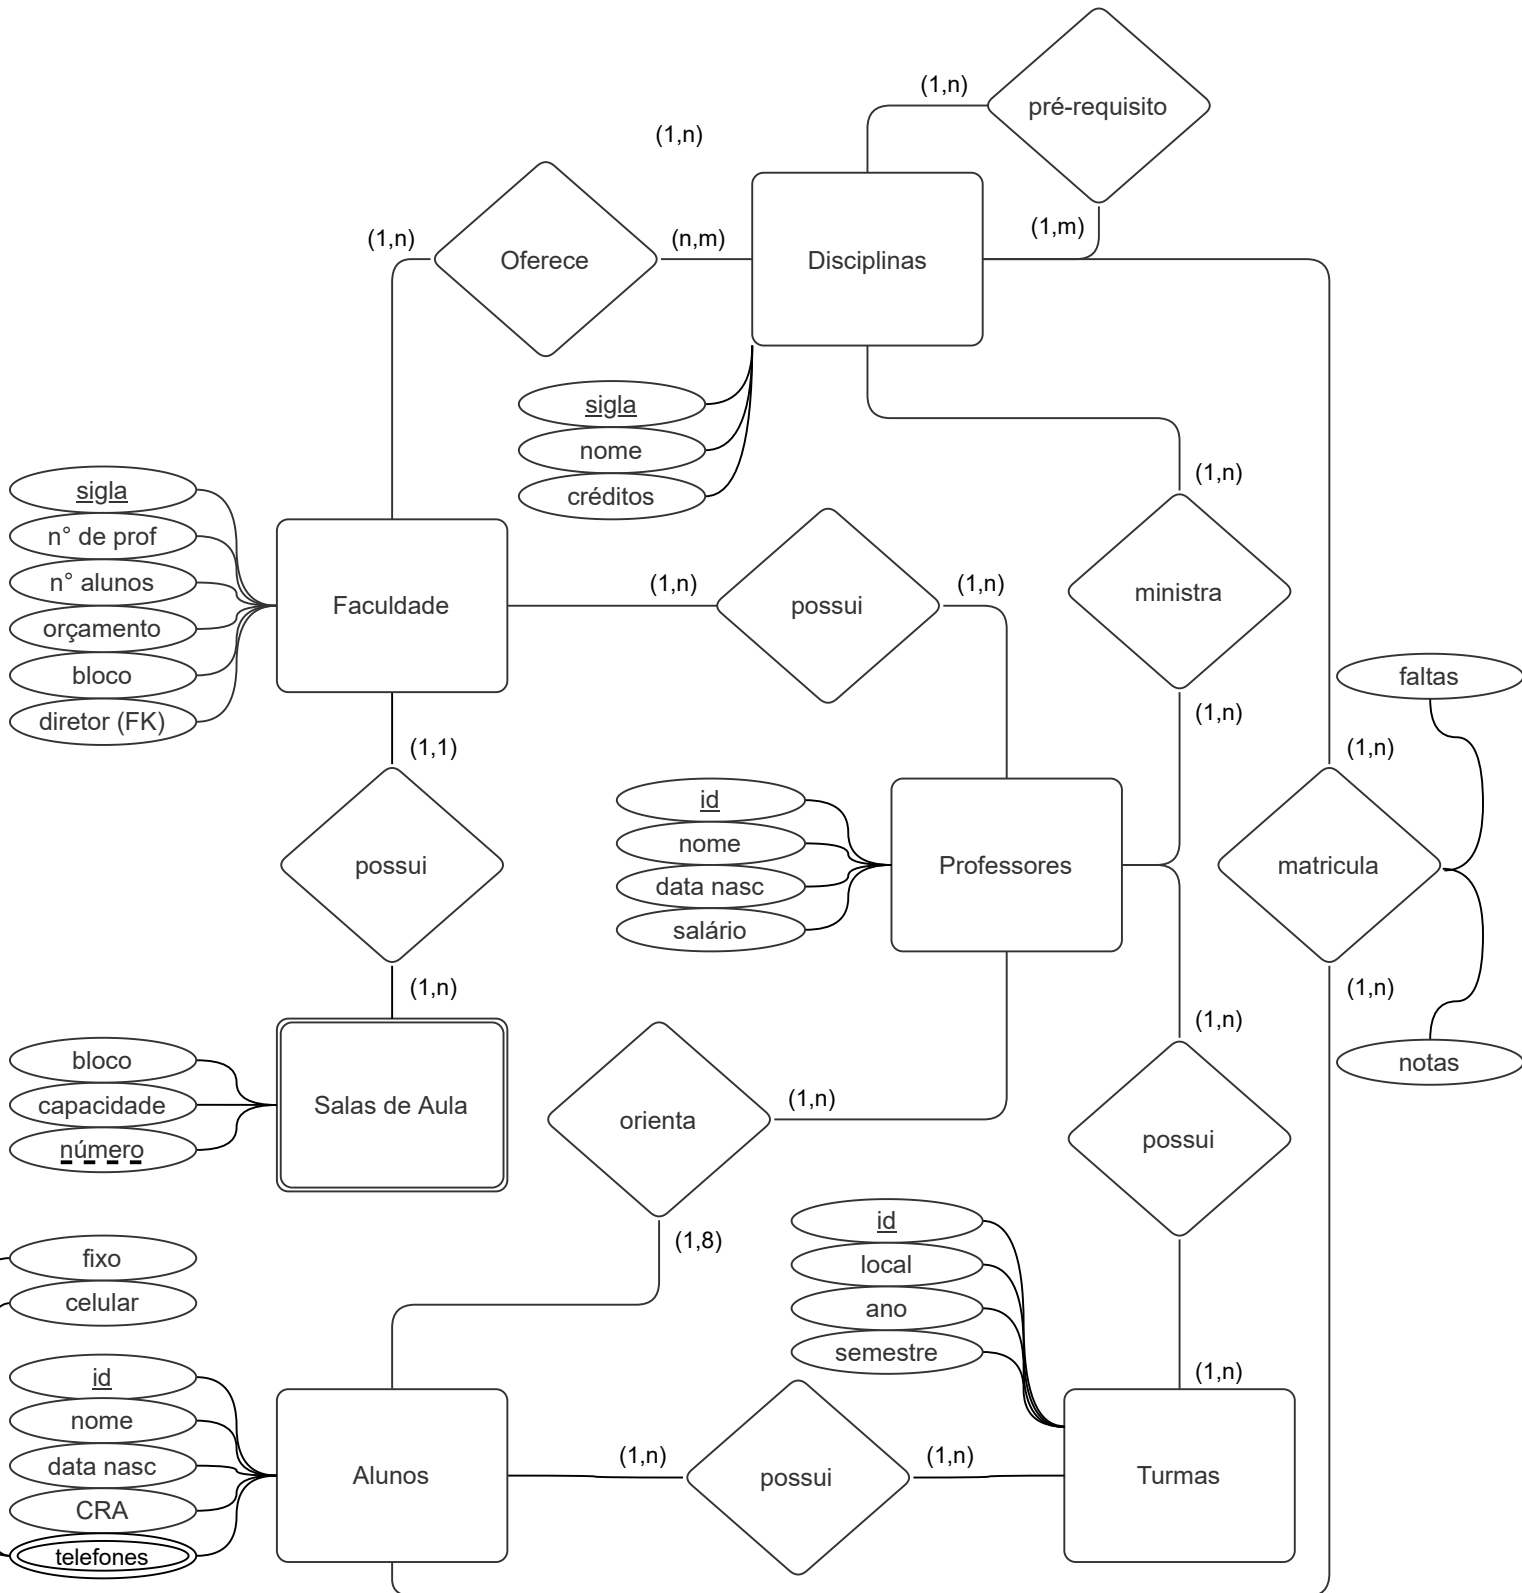 (1,n)
pré-requisito
(1,n)
(1,n)
Oferece
(n,m)
Disciplinas
(1,m)
sigla
nome
créditos
sigla
n° de prof
n° alunos
orçamento
bloco
diretor (FK)
Faculdade
(1,n)
possui
(1,n)
(1,n)
ministra
(1,n)
faltas
(1,1)
possui
(1,n)
id
nome
data nasc
salário
Professores
(1,n)
matricula
(1,n)
notas
bloco
capacidade
número
Salas de Aula
orienta
(1,n)
(1,8)
(1,n)
possui
(1,n)
fixo
celular
id
local
ano
semestre
id
nome
data nasc
CRA
telefones
Alunos
(1,n)
possui
(1,n)
Turmas